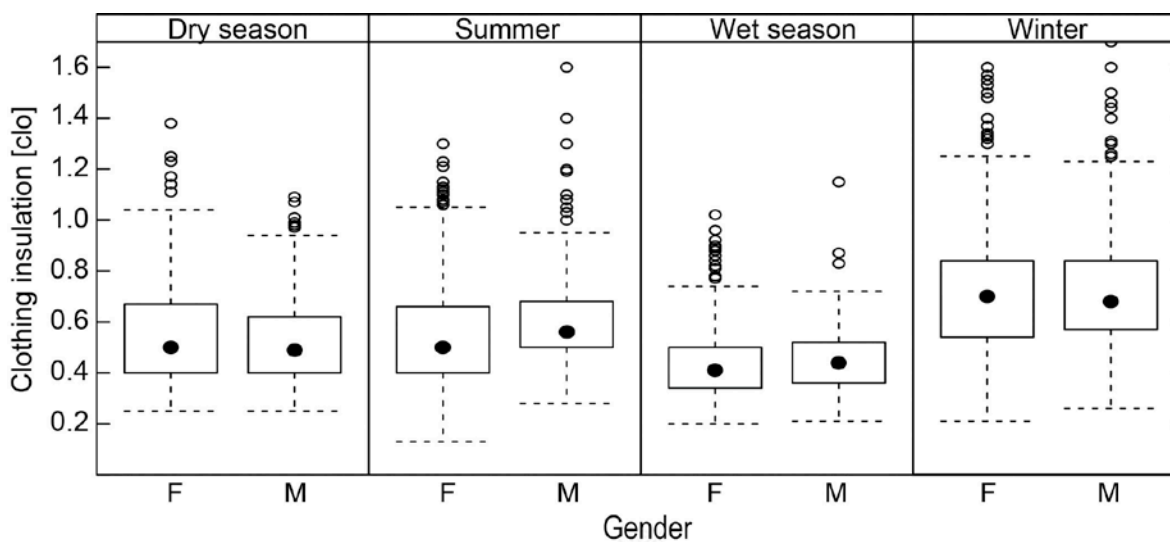 Dry season Summer Wet season Winter
Clothing insulation [clo]
1.6
1.4
1.2
1.0
0.8
0.6
0.4
0.2
F M F M F M F M
Gender